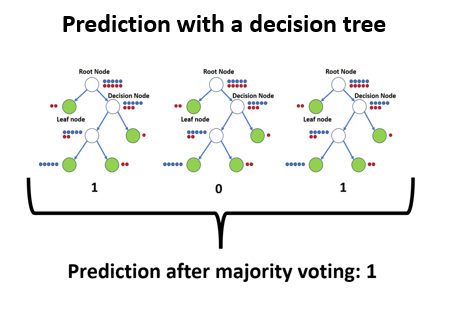 Prediction with a decision tree
Root Node
Root Node
Root Node
Decision Node
Decision Node
Decision Node
Leaf node
Leaf node
Leaf node
1
0
1
Prediction after majority voting: 1